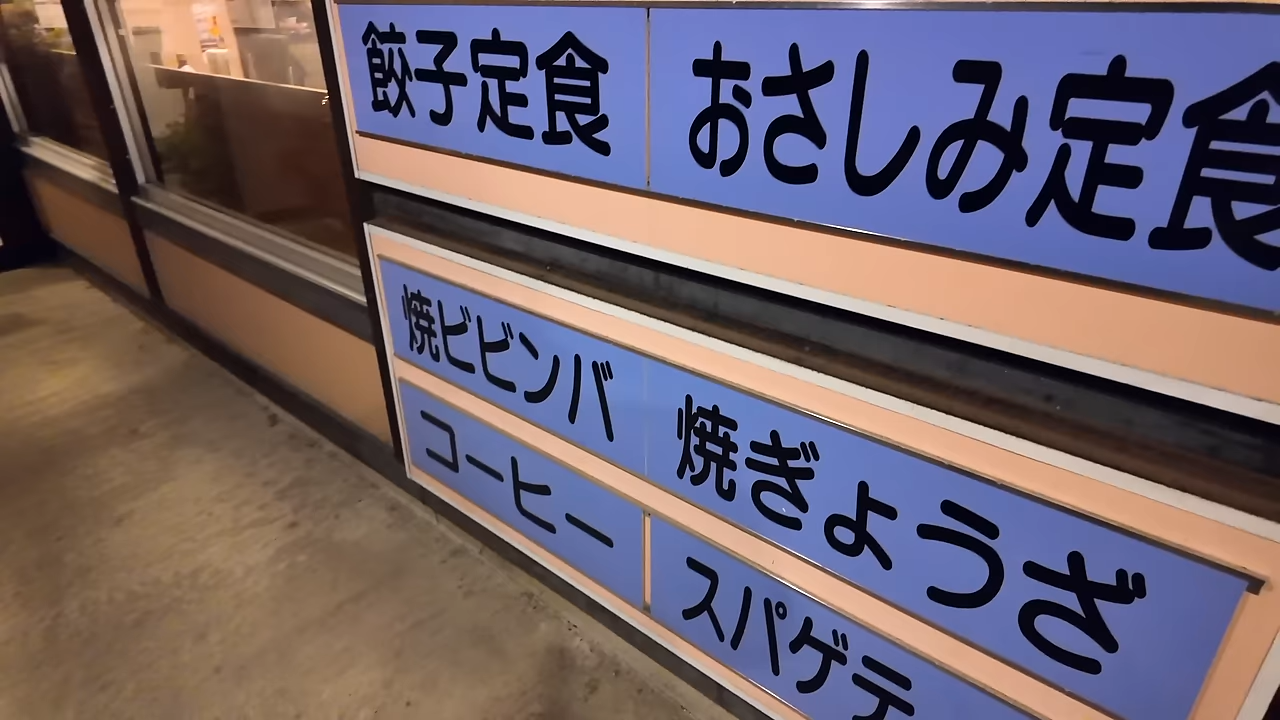 餃子定食 おさしみ定食
焼ビビンバ 焼ぎょうざ
コーヒー スパゲテ